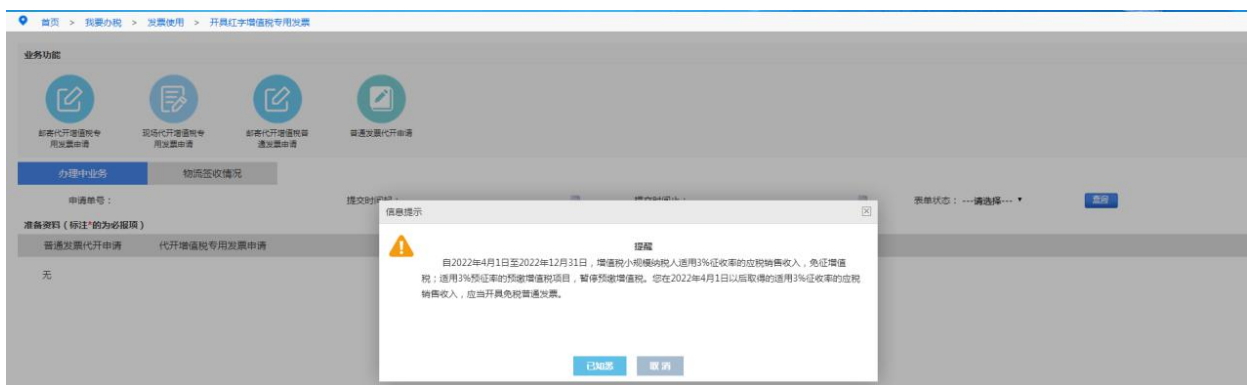 首页 > 我要办税 > 发票使用 > 开具红字增值税专用发票
业务功能
邮寄代开增值税专
用发票申请
现场代开增值税专
用发票申请
邮寄代开增值税普
通发票申请
普通发票代开申请
办理中业务 物流签收情况
申请单号: 提交时间起: 提交时间止: 表单状态: ---请选择--- 查询
准备资料(标注*的为必报项)
普通发票代开申请 代开增值税专用发票申请
无
信息提示
提醒
自2022年4月1日至2022年12月31日,增值税小规模纳税人适用3%征收率的应税销售收入,免征增值
税;适用3%预征率的预缴增值税项目,暂停预缴增值税。您在2022年4月1日以后取得的适用3%征收率的应税
销售收入,应当开具免税普通发票。
已知悉 取消